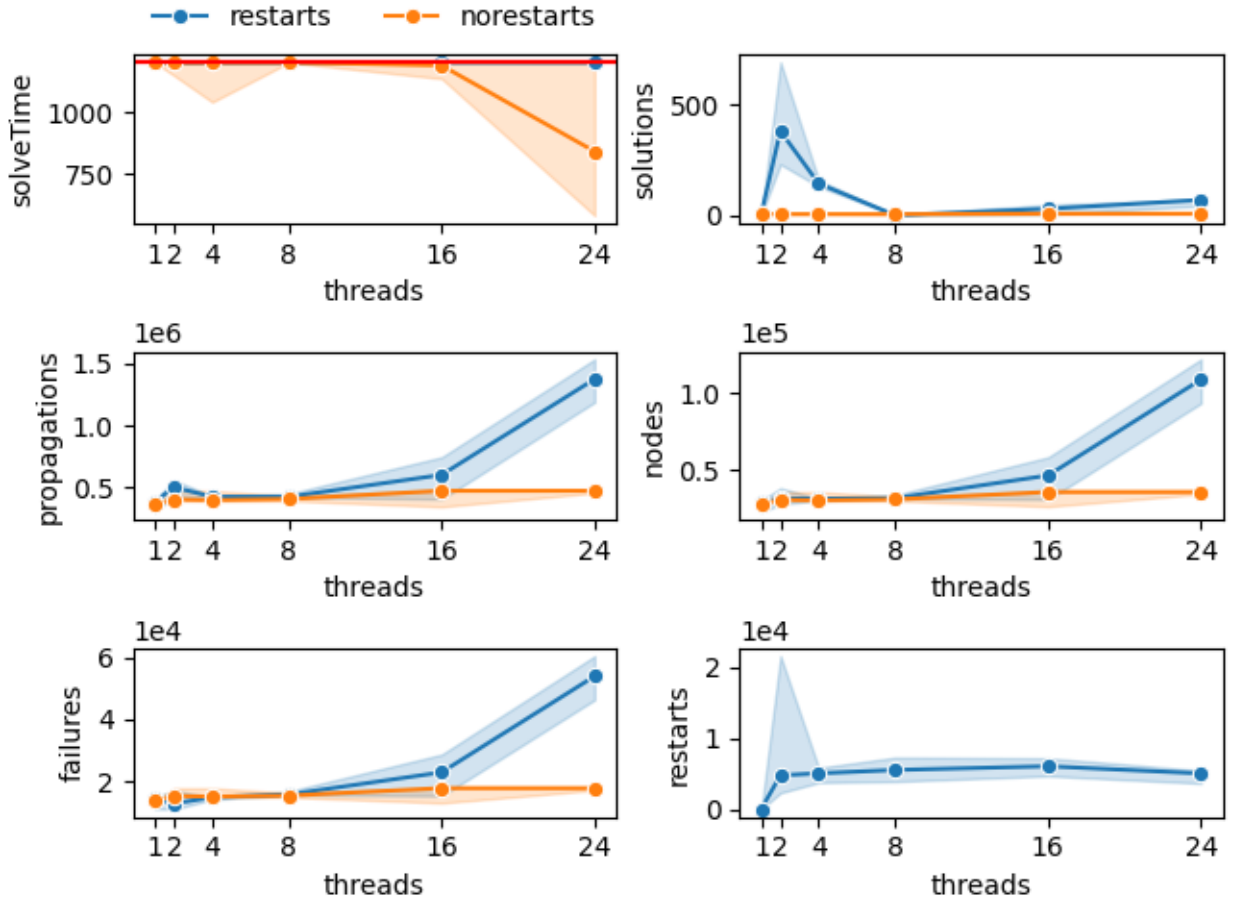 restarts norestarts
solveTime
1000
750
1 2 4 8 16 24
threads
solutions
500
0
1 2 4 8 16 24
threads
1e6
propagations
1.5
1.0
0.5
1 2 4 8 16 24
threads
1e5
nodes
1.0
0.5
1 2 4 8 16 24
threads
1e4
failures
6
4
2
1 2 4 8 16 24
threads
1e4
restarts
2
1
0
1 2 4 8 16 24
threads